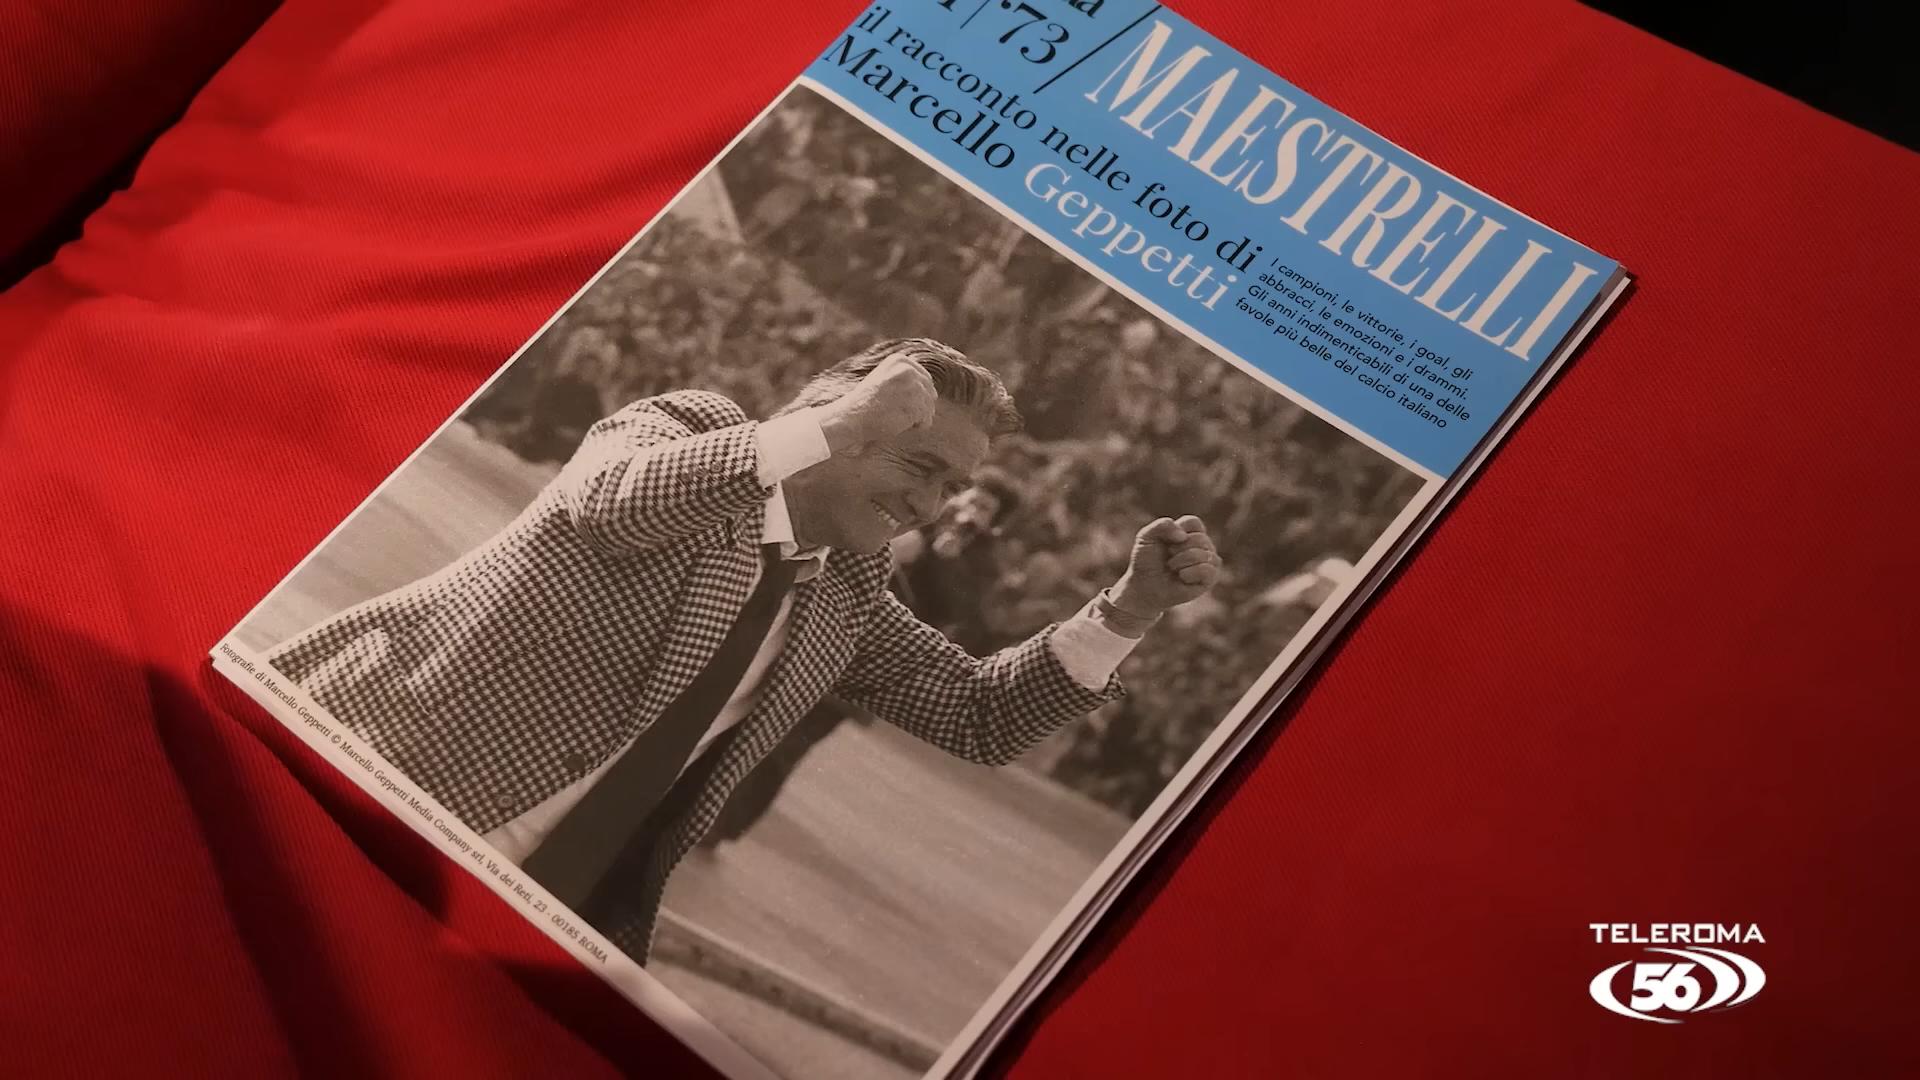 '73
MAESTRELLI
il racconto nelle foto di
Marcello Geppetti
I campioni, le vittorie, i goal, gli
abbracci, le emozioni e i drammi.
Gli anni indimenticabili di una delle
favole più belle del calcio italiano
Fotografie di Marcello Geppetti © Marcello Geppetti Media Company srl, Via dei Reti, 23 - 00185 ROMA
TELEROMA
56